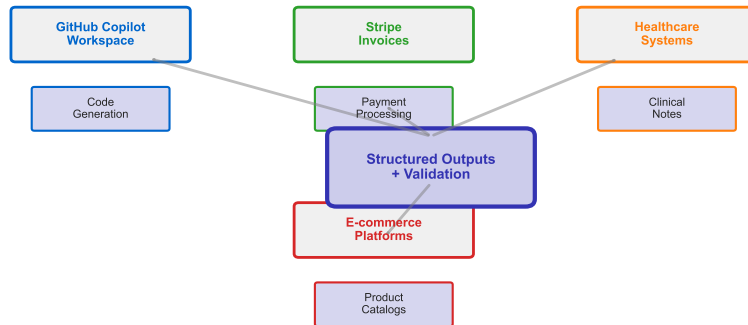 GitHub Copilot
Workspace
Stripe
Invoices
Healthcare
Systems
Code
Generation
Payment
Processing
Clinical
Notes
Structured Outputs
+ Validation
E-commerce
Platforms
Product
Catalogs